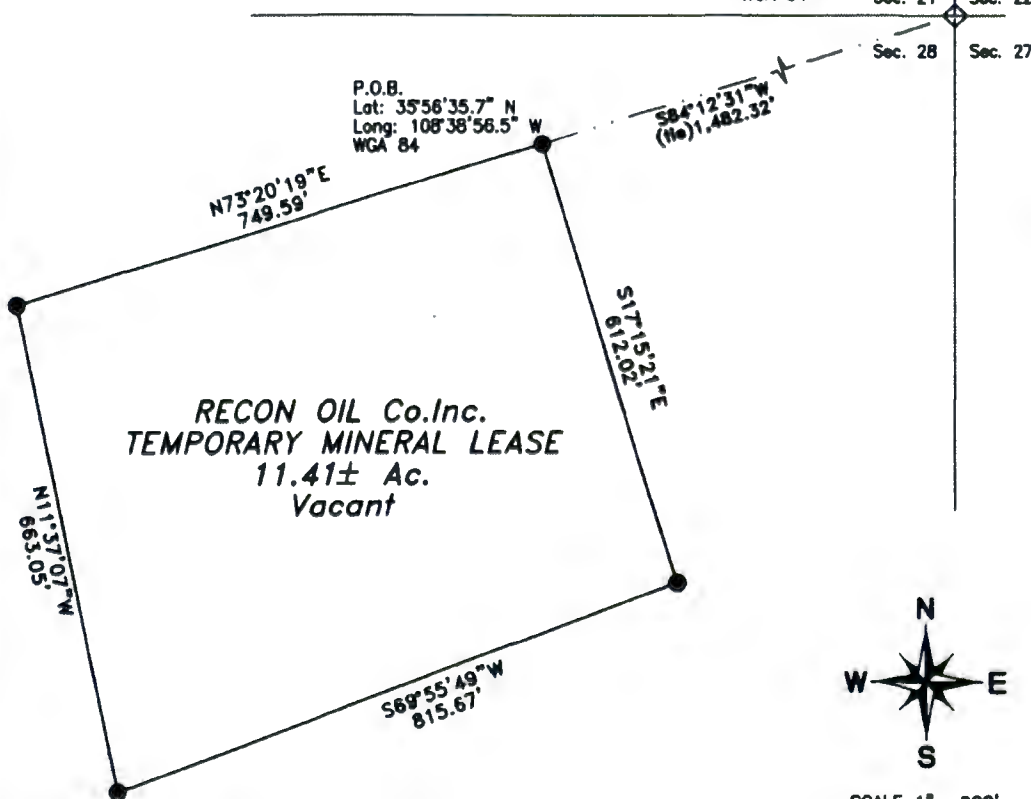 Sec. 28
Sec. 27
P.O.B.
Lat: 35°56'35.7" N
Long: 108°38'56.5" W
WGA 84
S84°12'31"W
(tie)1,482.32'
N73°20'19"E
749.59'
S17°15'21"E
612.02'
RECON OIL Co.Inc.
TEMPORARY MINERAL LEASE
11.41± Ac.
Vacant
N11°37'07"W
663.05'
S69°55'49"W
815.67'
N
W
E
S